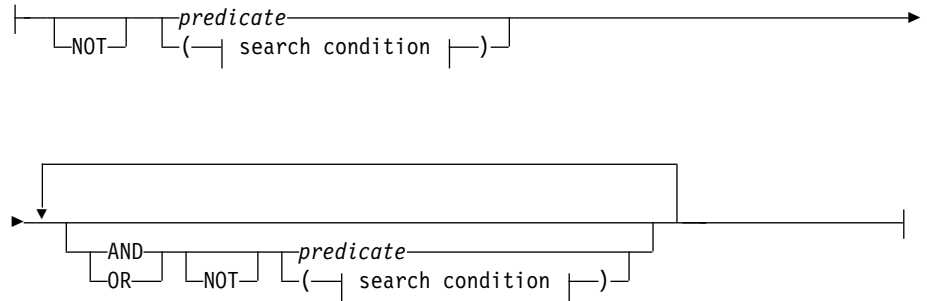 predicate
NOT ( search condition )
AND predicate
OR NOT ( search condition )